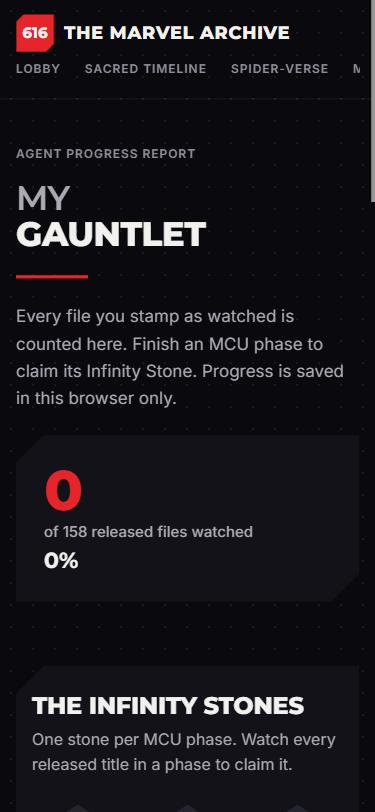 616 THE MARVEL ARCHIVE
LOBBY SACRED TIMELINE SPIDER-VERSE
AGENT PROGRESS REPORT
MY
GAUNTLET
Every file you stamp as watched is
counted here. Finish an MCU phase to
claim its Infinity Stone. Progress is saved
in this browser only.
0
of 158 released files watched
0%
THE INFINITY STONES
One stone per MCU phase. Watch every
released title in a phase to claim it.